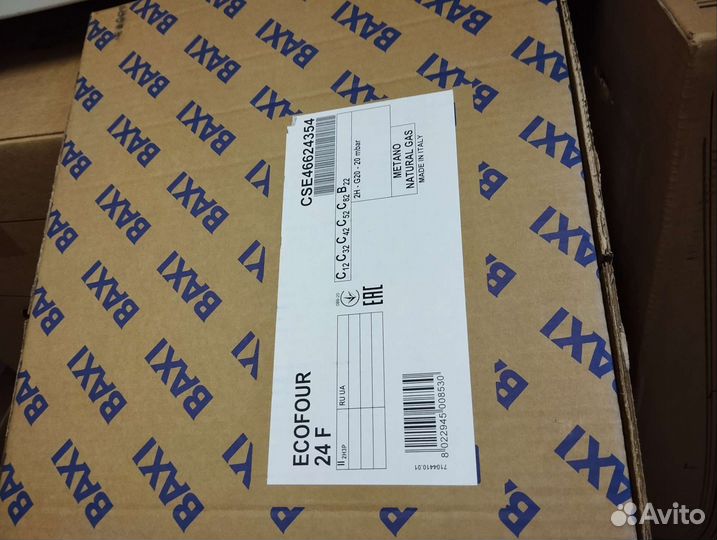 BAXI
CSE46624354
C12 C32 C42 C52 C82 B22
2H - G20 - 20 mbar
METANO
NATURAL GAS
MADE IN ITALY
EAC
ECOFOUR
24 F
II 2H3P
RU UA
8 022945 008530
7104410.01
Avito